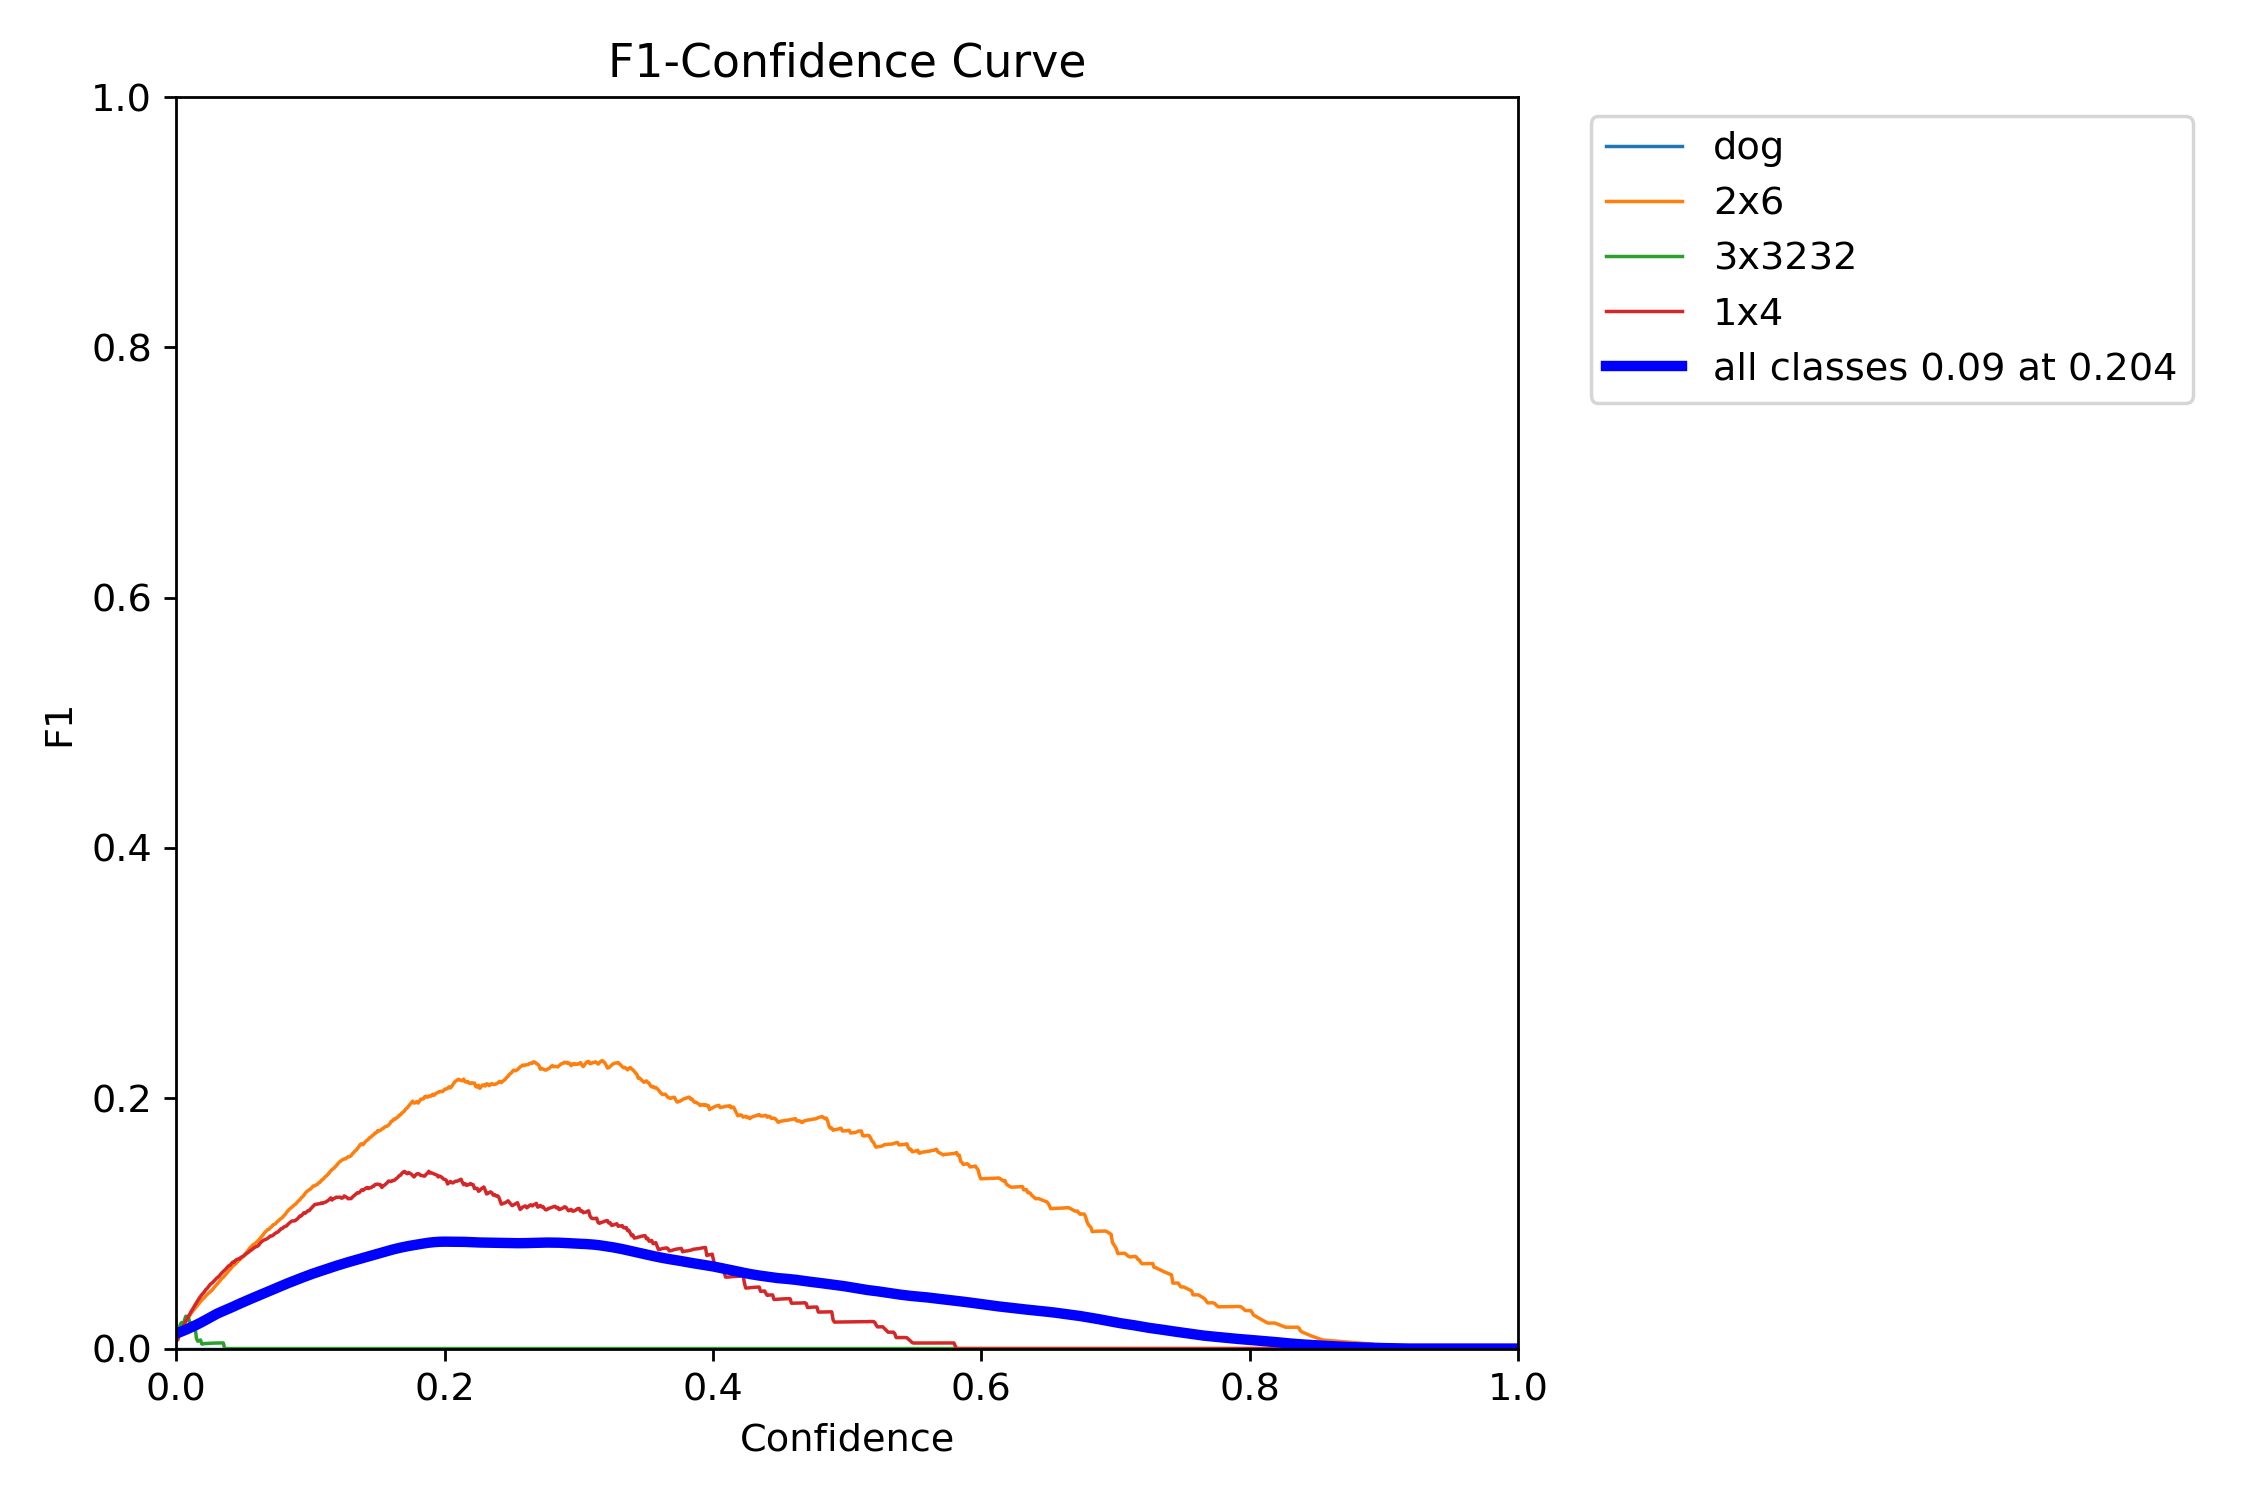 F1-Confidence Curve
1.0
0.8
0.6
0.4
0.2
0.0
F1
0.0 0.2 0.4 0.6 0.8 1.0
Confidence
dog
2x6
3x3232
1x4
all classes 0.09 at 0.204